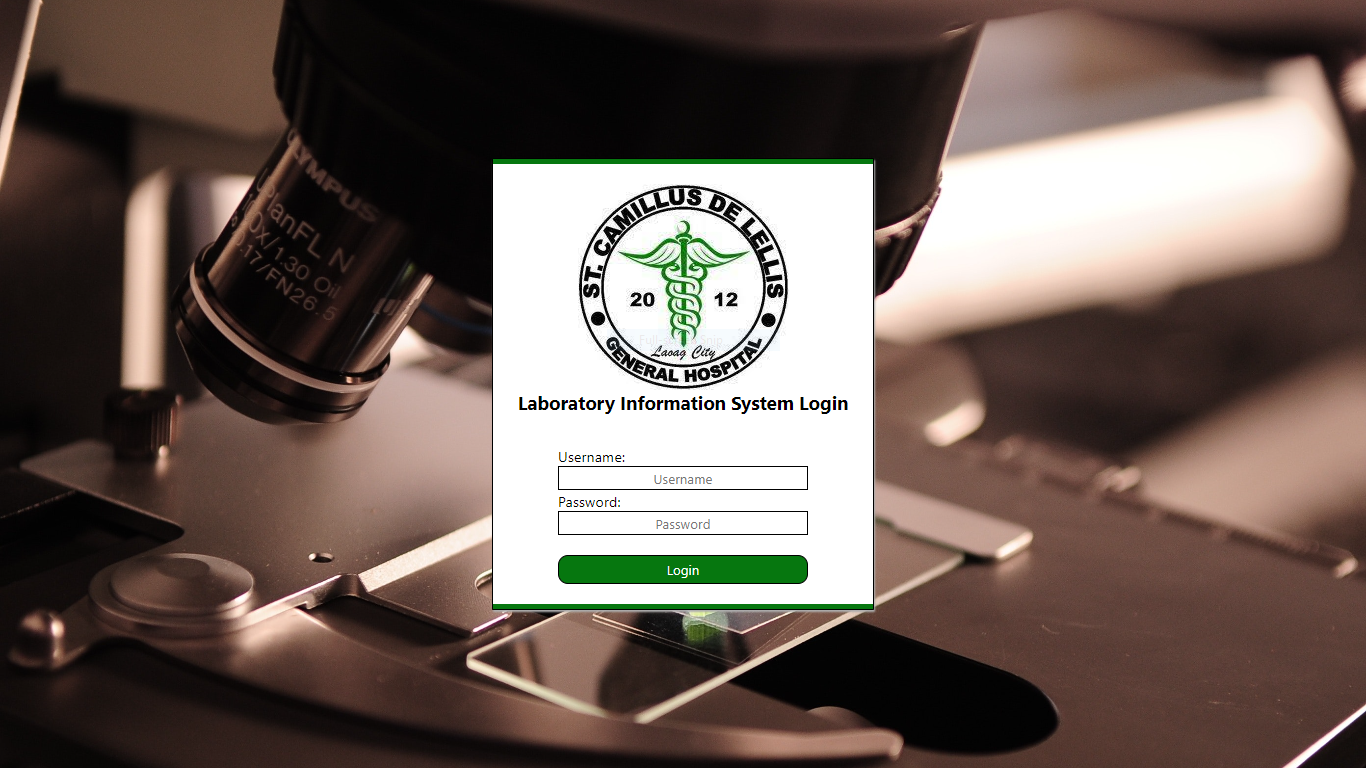 OLYMPUS
UPlanFL N
100X/1.30 Oil
0.17/FN26.5
ST. CAMILLUS DE LELLIS
20 12
Laoag City
GENERAL HOSPITAL
Laboratory Information System Login
Username:
Username
Password:
Password
Login